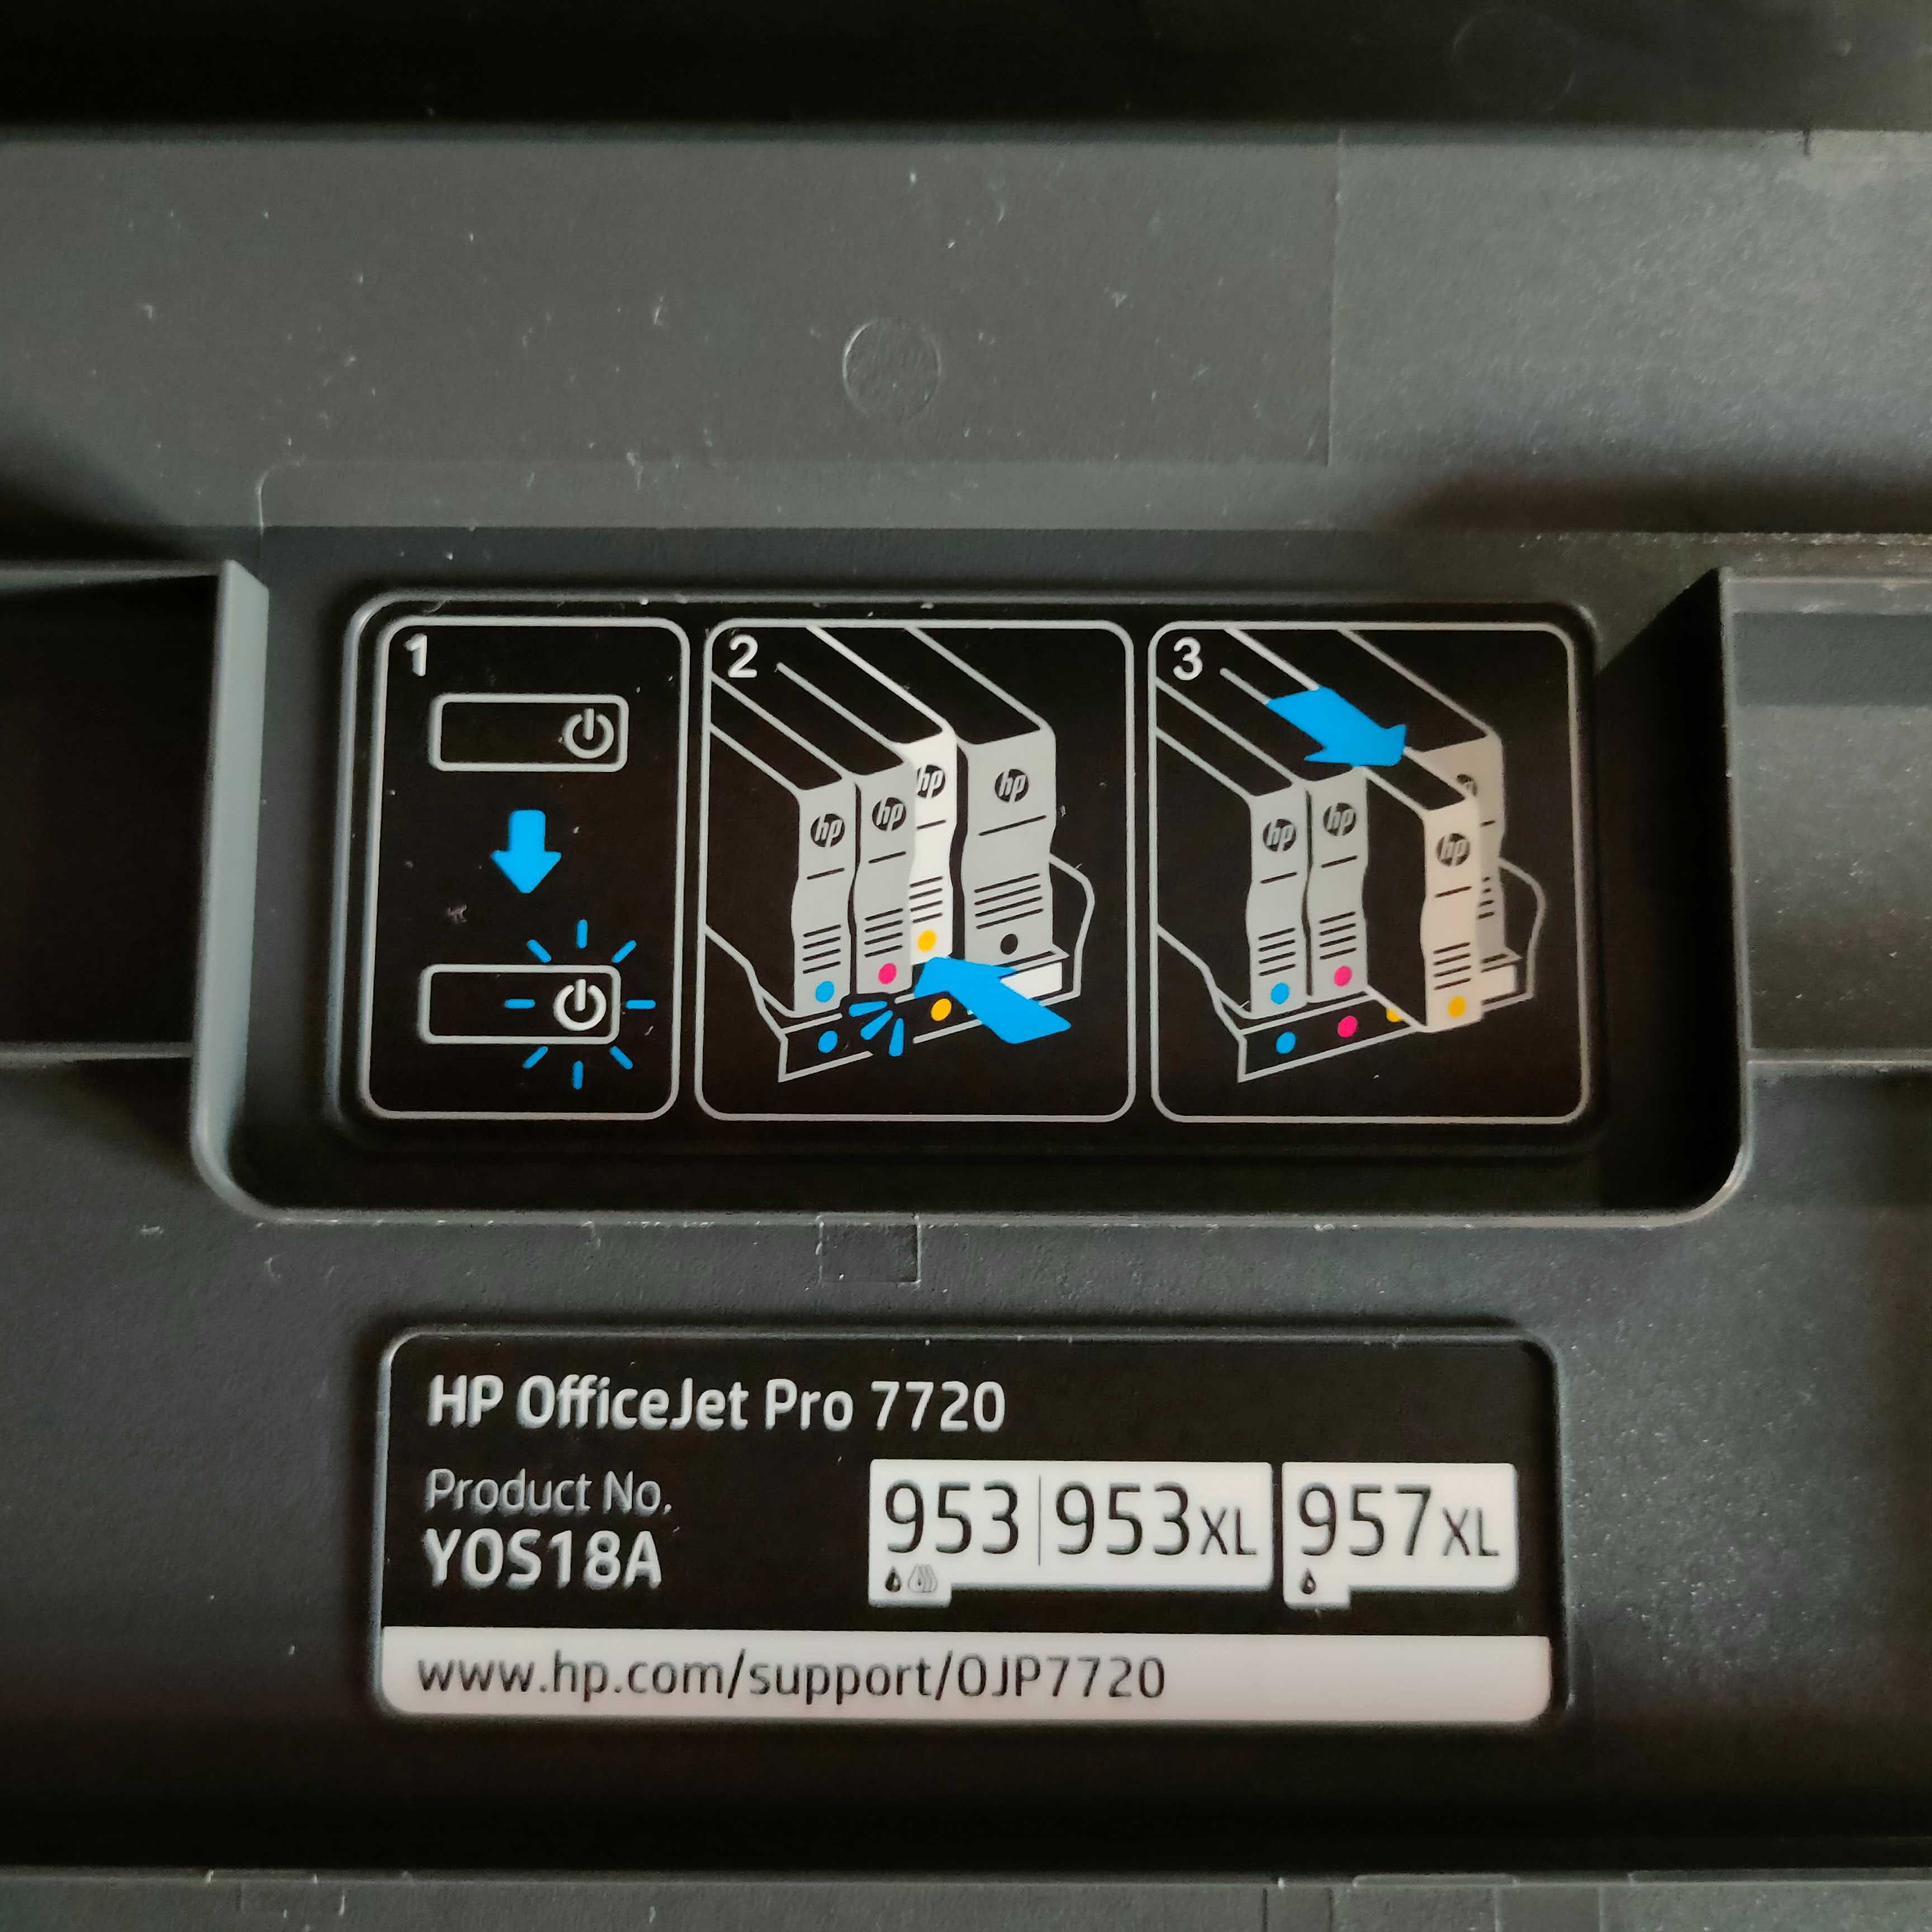 1
2
3
hp hp hp hp
hp hp hp
HP OfficeJet Pro 7720
Product No.
Y0S18A
953 | 953XL 957XL
www.hp.com/support/OJP7720